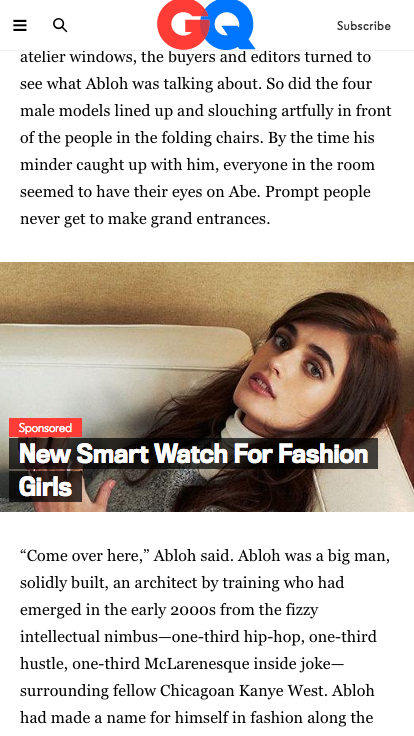 GQ
Subscribe
atelier windows, the buyers and editors turned to
see what Abloh was talking about. So did the four
male models lined up and slouching artfully in front
of the people in the folding chairs. By the time his
minder caught up with him, everyone in the room
seemed to have their eyes on Abe. Prompt people
never get to make grand entrances.
Sponsored
New Smart Watch For Fashion
Girls
“Come over here,” Abloh said. Abloh was a big man,
solidly built, an architect by training who had
emerged in the early 2000s from the fizzy
intellectual nimbus—one-third hip-hop, one-third
hustle, one-third McLarenesque inside joke—
surrounding fellow Chicagoan Kanye West. Abloh
had made a name for himself in fashion along the